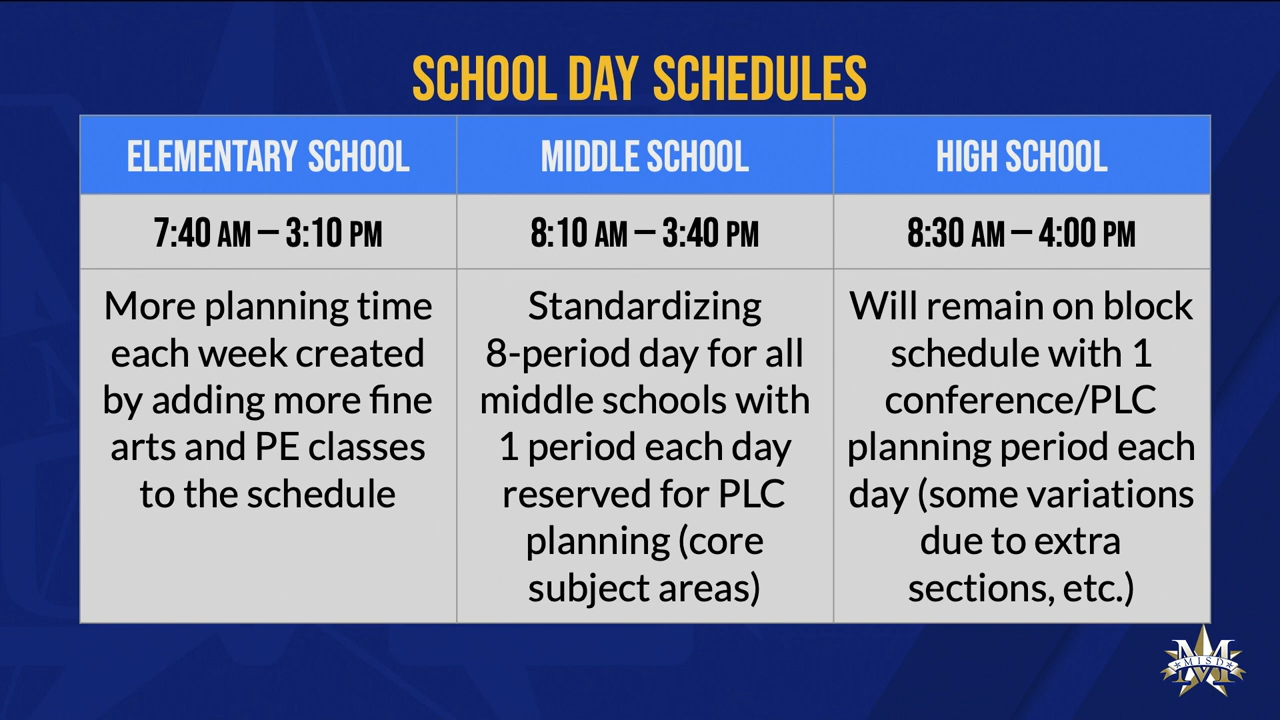 SCHOOL DAY SCHEDULES
ELEMENTARY SCHOOL
MIDDLE SCHOOL
HIGH SCHOOL
7:40 AM – 3:10 PM
8:10 AM – 3:40 PM
8:30 AM – 4:00 PM
More planning time
each week created
by adding more fine
arts and PE classes
to the schedule
Standardizing
8-period day for all
middle schools with
1 period each day
reserved for PLC
planning (core
subject areas)
Will remain on block
schedule with 1
conference/PLC
planning period each
day (some variations
due to extra
sections, etc.)
M
MISD